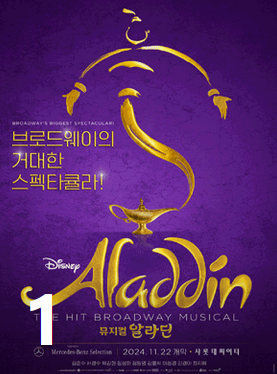 BROADWAY'S BIGGEST SPECTACULAR!
브로드웨이의
거대한
스펙타큘라!
Disney
Aladdin
THE HIT BROADWAY MUSICAL
뮤지컬 알라딘
1
Mercedes-Benz Selection 2024.11.22 개막 · 샤롯데씨어터